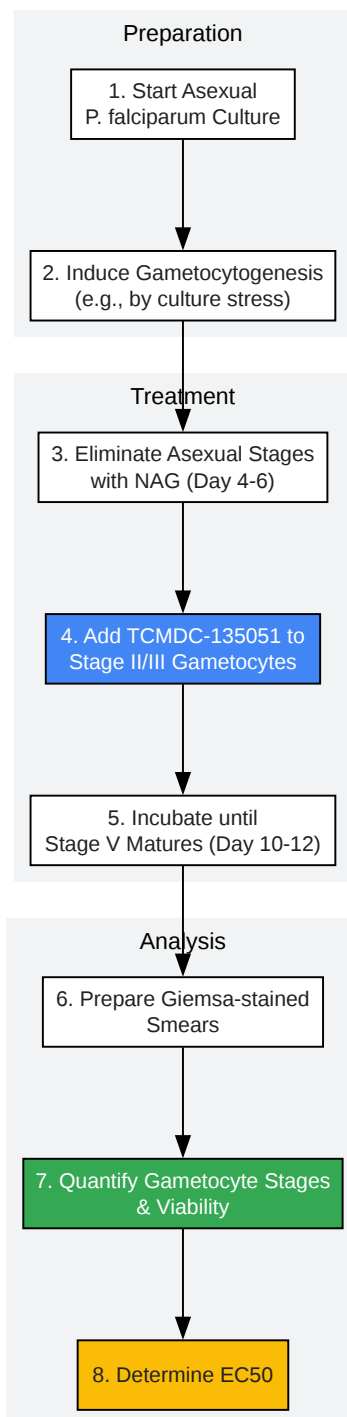 Preparation
1. Start Asexual
P. falciparum Culture
2. Induce Gametocytogenesis
(e.g., by culture stress)
Treatment
3. Eliminate Asexual Stages
with NAG (Day 4-6)
4. Add TCMDC-135051 to
Stage II/III Gametocytes
5. Incubate until
Stage V Matures (Day 10-12)
Analysis
6. Prepare Giemsa-stained
Smears
7. Quantify Gametocyte Stages
& Viability
8. Determine EC50